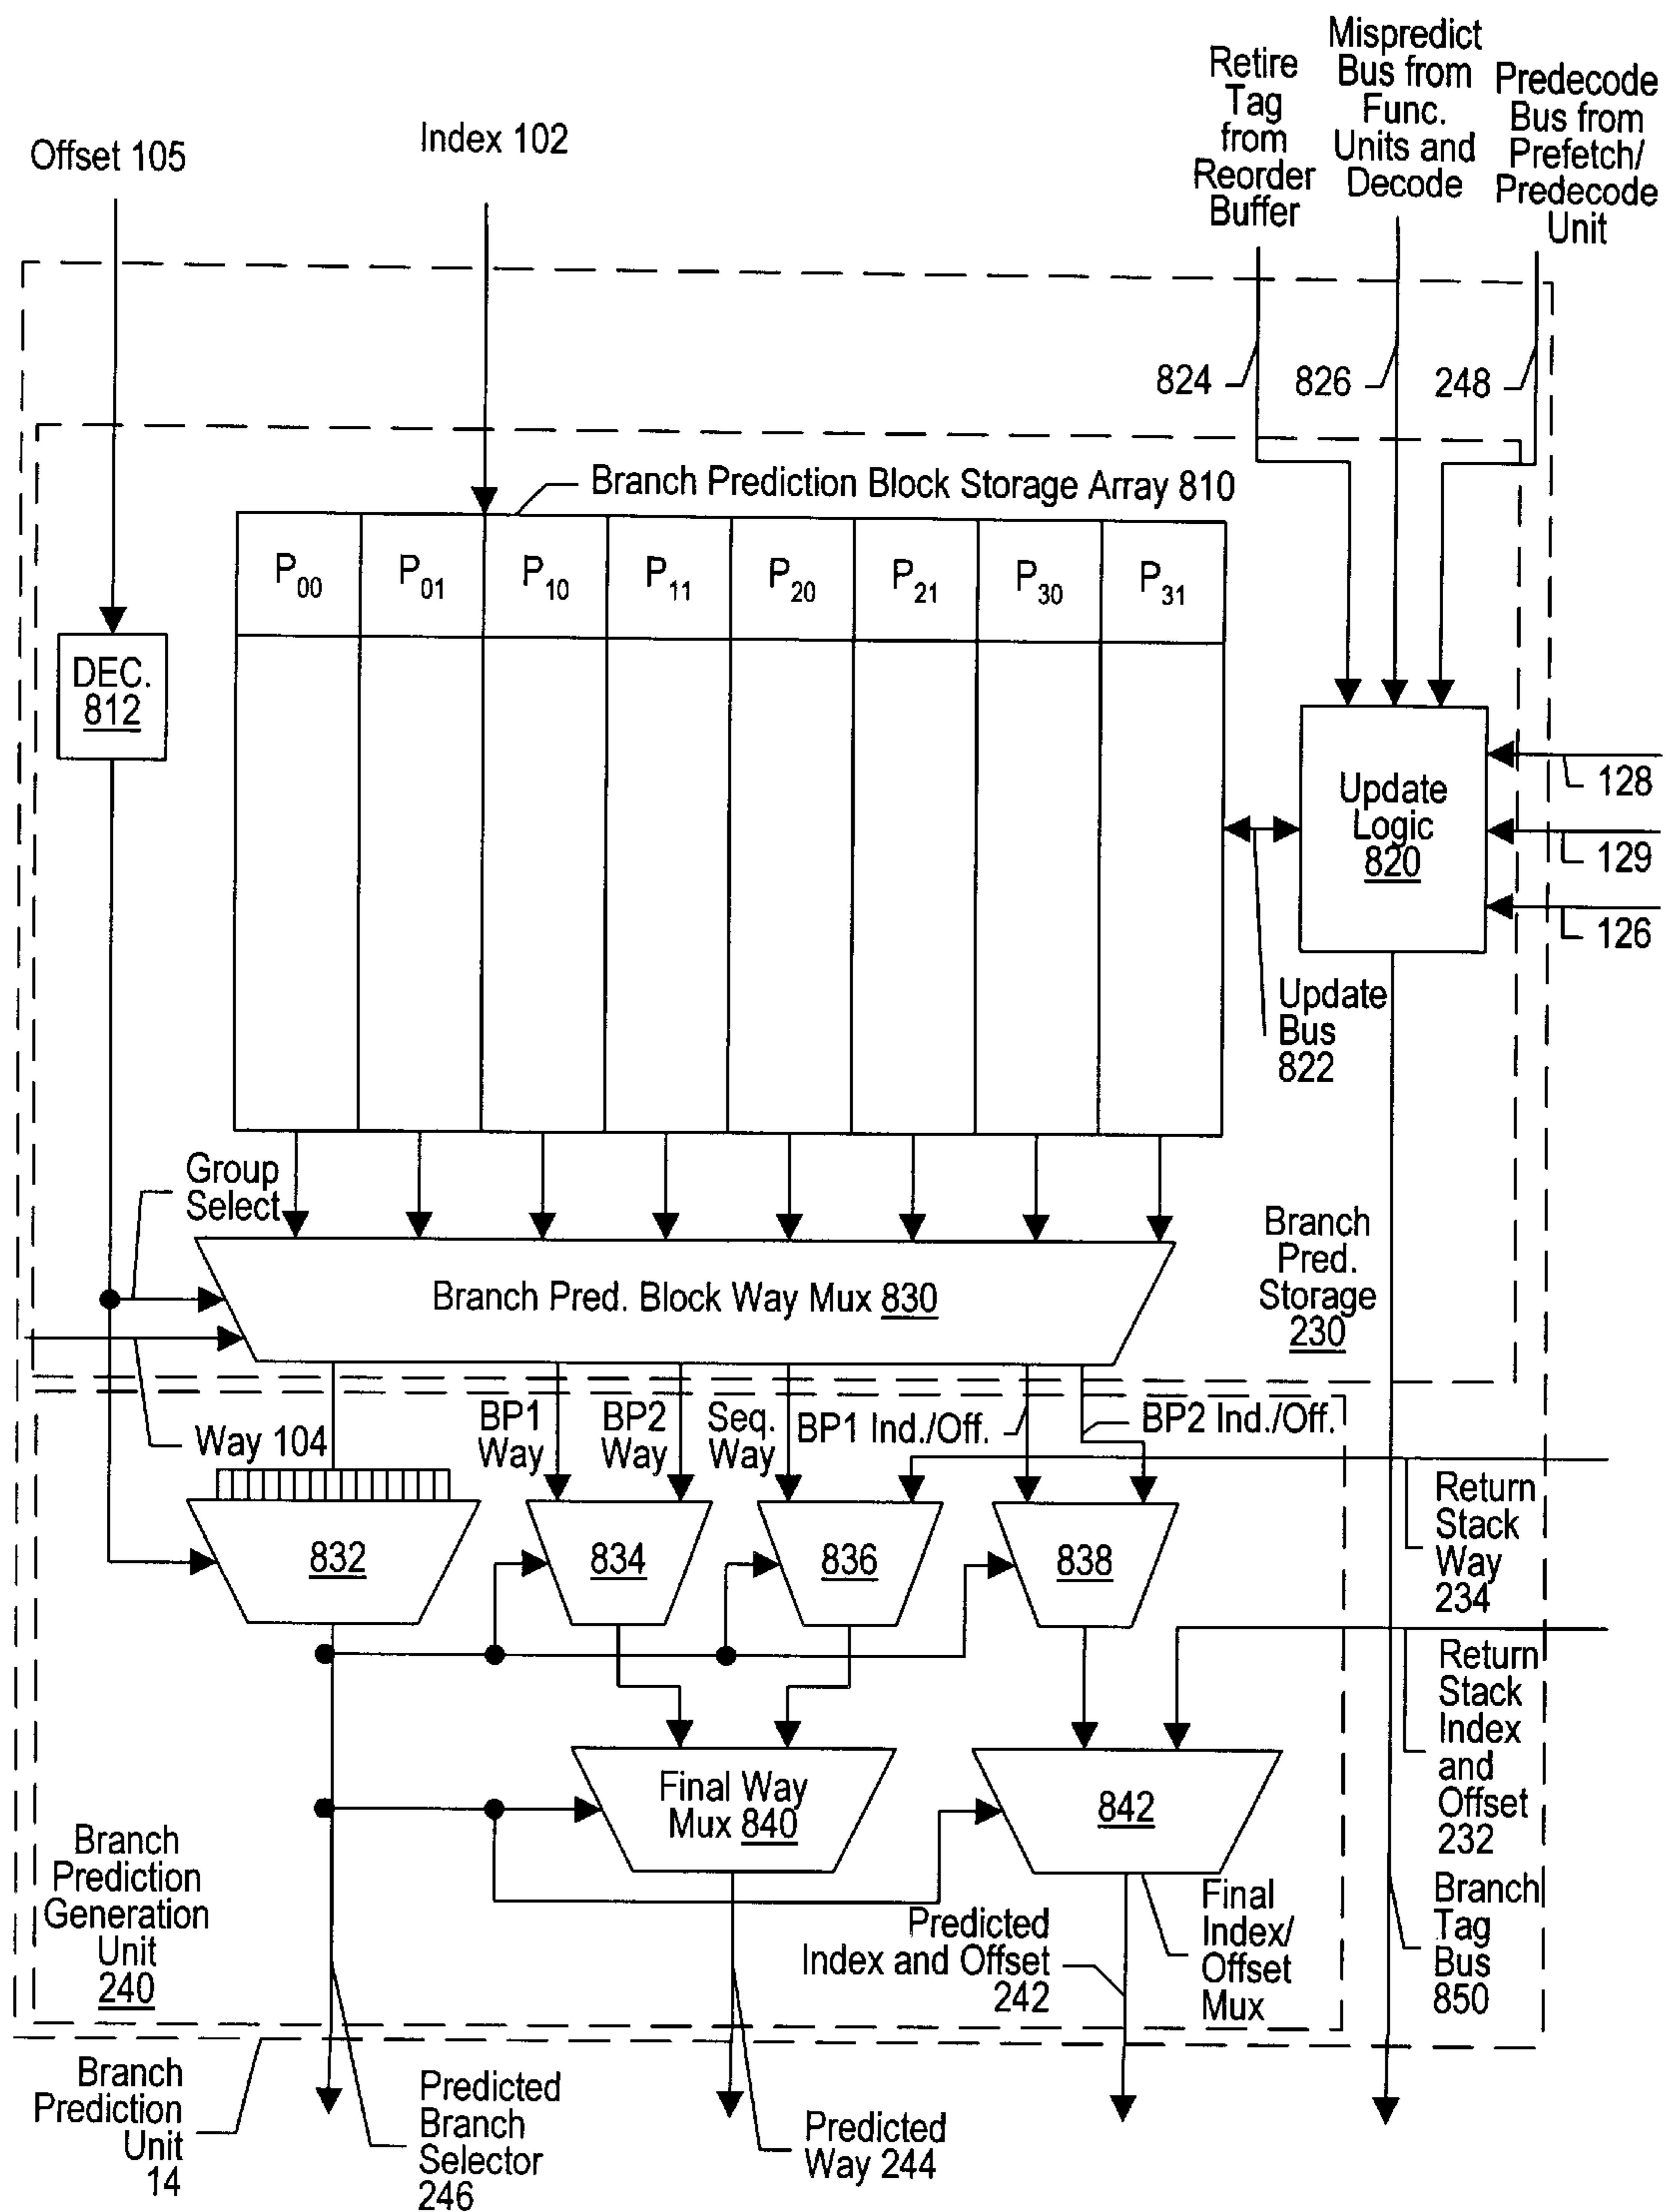 Retire
Tag
from
Reorder
Buffer
Mispredict
Bus from
Func.
Units and
Decode
Predecode
Bus from
Prefetch/
Predecode
Unit
Offset 105
Index 102
824
826
248
Branch Prediction Block Storage Array 810
P00
P01
P10
P11
P20
P21
P30
P31
DEC.
812
Update
Logic
820
128
129
126
Update
Bus
822
Group
Select
Branch Pred. Block Way Mux 830
Branch
Pred.
Storage
230
Way 104
BP1
Way
BP2
Way
Seq.
Way
BP1 Ind./Off.
BP2 Ind./Off.
832
834
836
838
Return
Stack
Way
234
Return
Stack
Index
and
Offset
232
Final Way
Mux 840
842
Branch
Prediction
Generation
Unit
240
Predicted
Index and Offset
242
Final
Index/
Offset
Mux
Branch
Tag
Bus
850
Branch
Prediction
Unit
14
Predicted
Branch
Selector
246
Predicted
Way 244